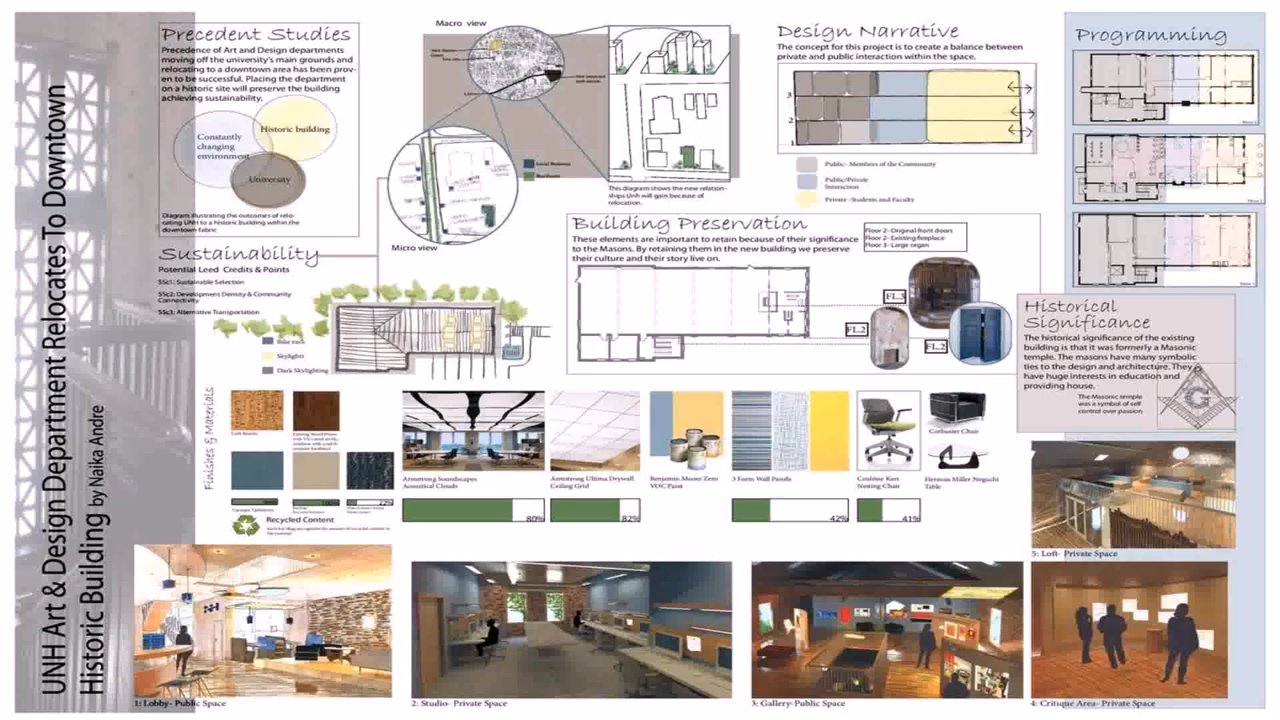 UNH Art & Design Department Relocates To Downtown
Historic Building by Naika Andre
Precedent Studies
Precedence of Art and Design departments
moving off the university's main grounds and
relocating to a downtown area has been prov-
en to be successful. Placing the department
on a historic site will preserve the building
achieving sustainability.
Constantly
changing
environment
Historic building
University
Diagram illustrating the outcomes of relo-
cating UNH to a historic building within the
downtown fabric
Sustainability
Potential Leed Credits & Points
SSc1: Sustainable Selection
SSc2: Development Density & Community
Connectivity
SSc3: Alternative Transportation
Bike rack
Skylights
Dark Skylighting
Macro view
Micro view
Local Business
This diagram shows the new relation-
ships Unh will gain because of
relocation.
Design Narrative
The concept for this project is to create a balance between
private and public interaction within the space.
3
2
1
Public- Members of the Community
Public/Private
Interaction
Private -Students and Faculty
Building Preservation
These elements are important to retain because of their significance
to the Masons. By retaining them in the new building we preserve
their culture and their story live on.
Floor 2- Original front doors
Floor 2- Existing fireplace
Floor 3- Large organ
FL.3
FL.2
FL.2
Programming
Historical
Significance
The historical significance of the existing
building is that it was formerly a Masonic
temple. The masons have many symbolic
ties to the design and architecture. They
have huge interests in education and
providing house.
The Masonic temple
was a symbol of self
control over passion
G
Finishes & Materials
Recycled Content
Armstrong Soundscapes
Acoustical Clouds
80%
Armstrong Ultima Drywall
Ceiling Grid
82%
Benjamin Moore Zero
VOC Paint
3 Form Wall Panels
42%
Coalesse Kart
Nesting Chair
41%
Corbusier Chair
Herman Miller Noguchi
Table
1: Lobby- Public Space
2: Studio- Private Space
3: Gallery-Public Space
4: Critique Area- Private Space
5: Loft- Private Space